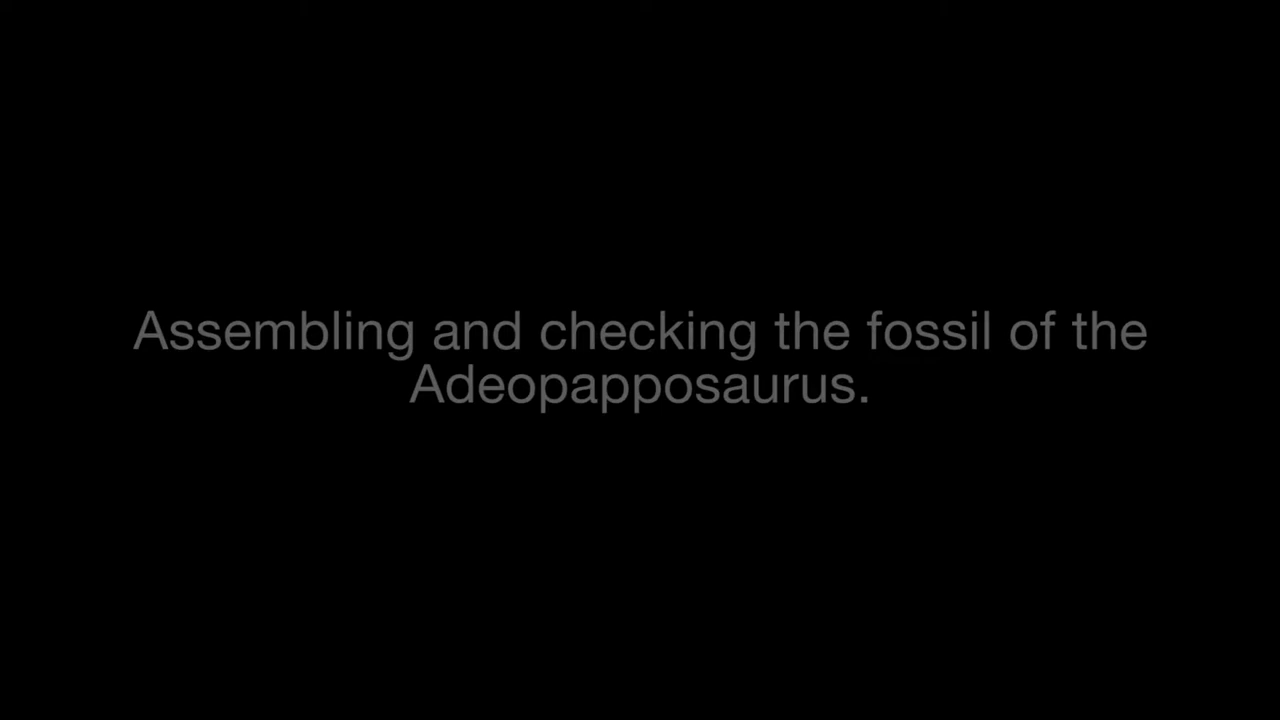 Assembling and checking the fossil of the
Adeopapposaurus.